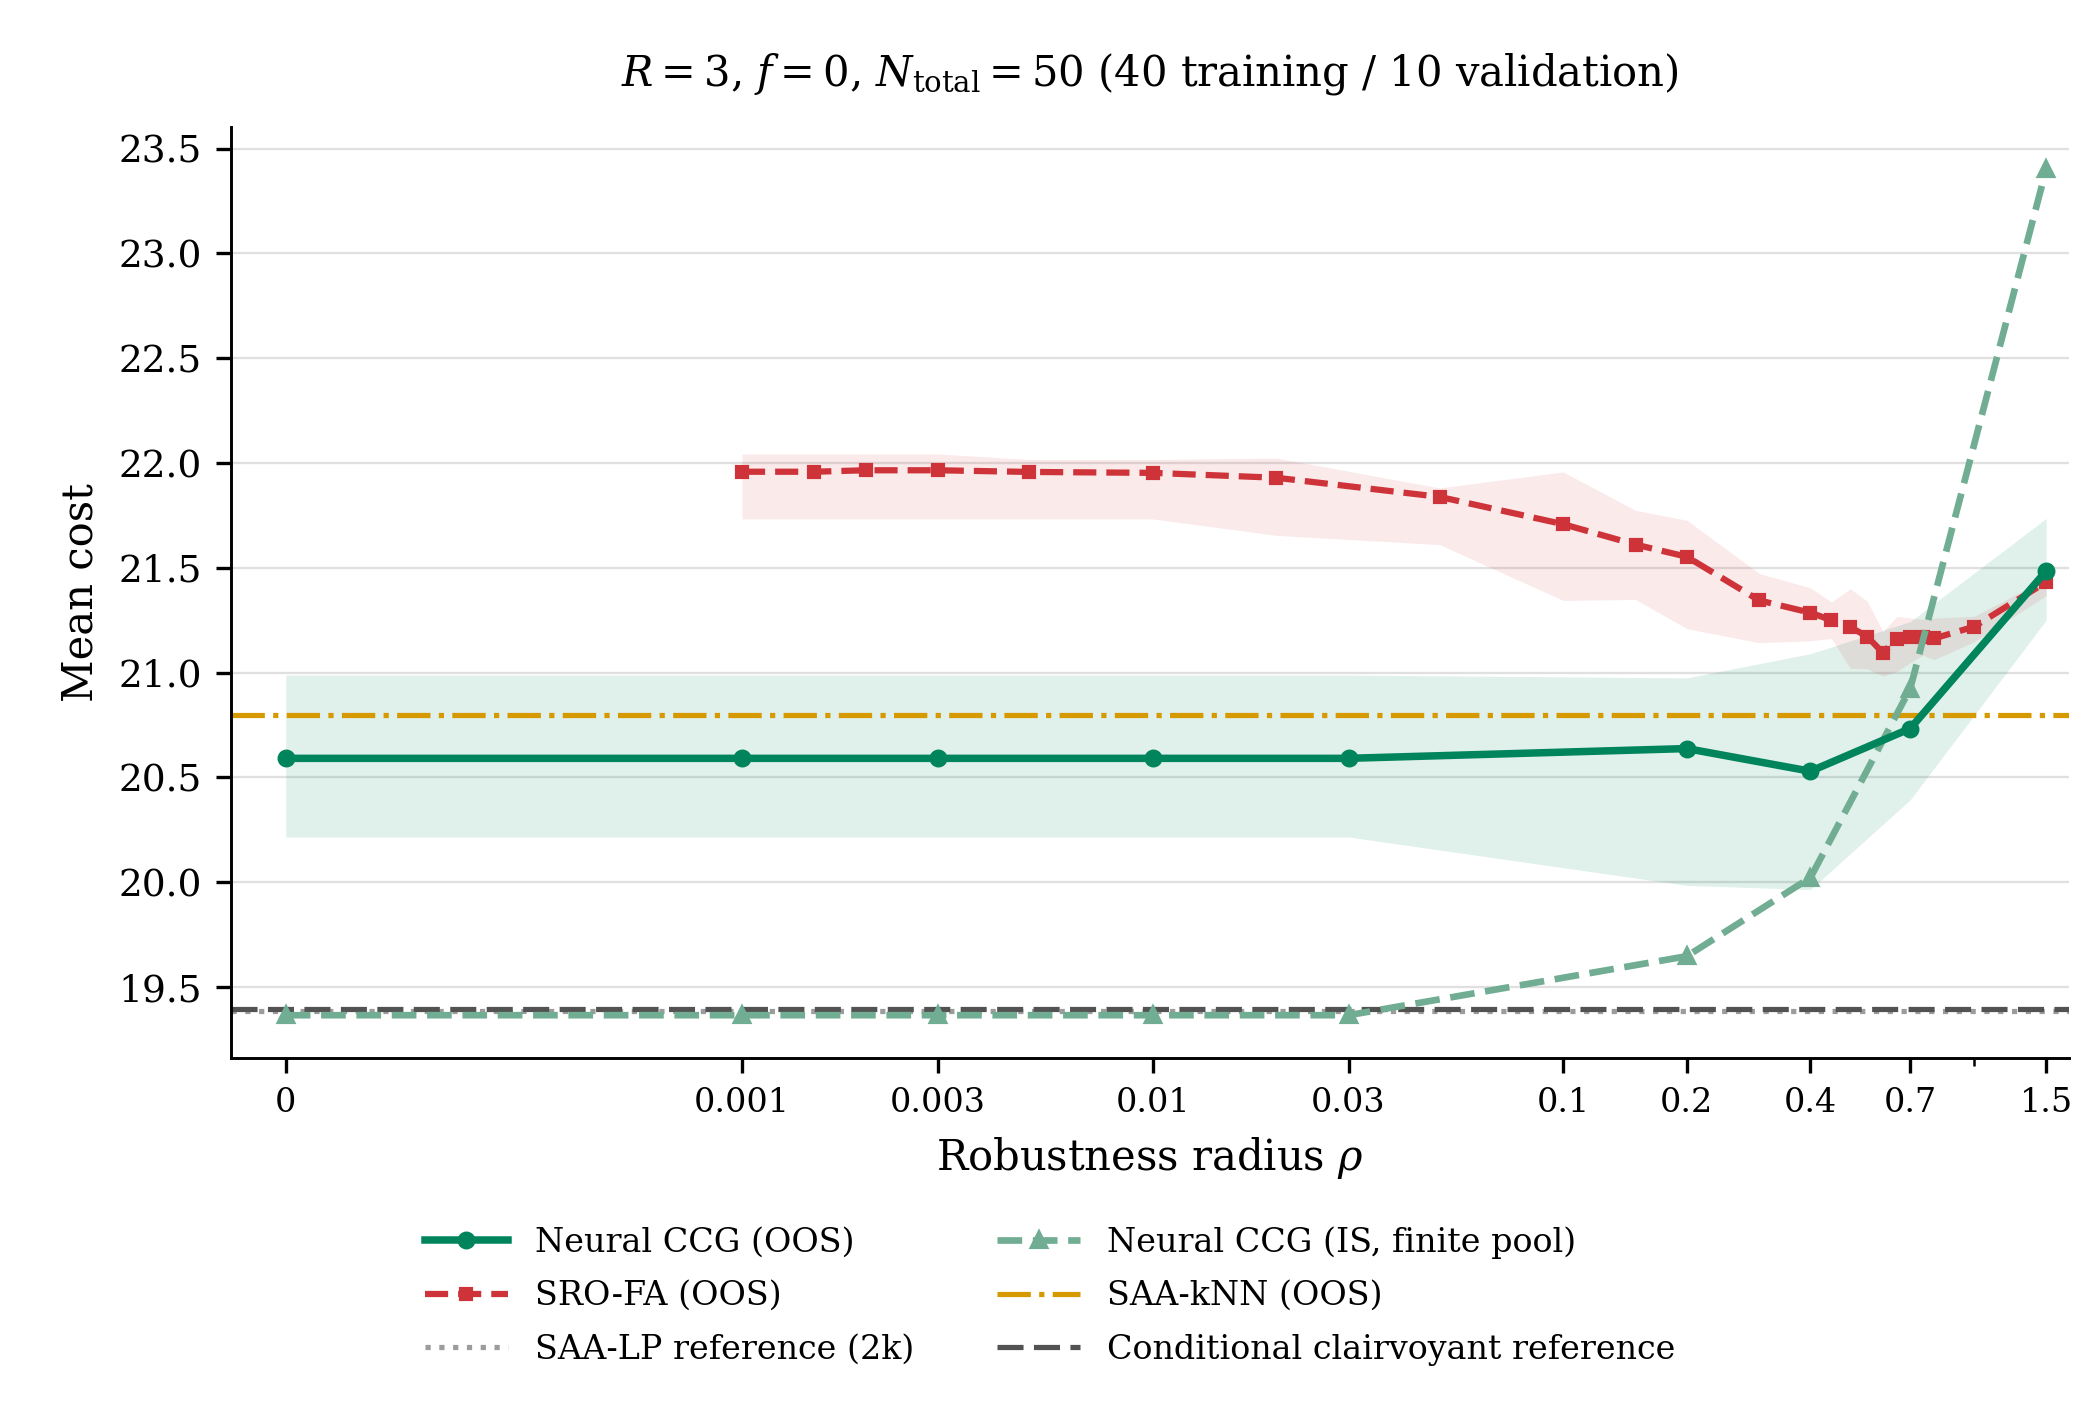 R = 3, f = 0, N_total = 50 (40 training / 10 validation)
23.5
23.0
22.5
22.0
21.5
21.0
20.5
20.0
19.5
Mean cost
0 0.001 0.003 0.01 0.03 0.1 0.2 0.4 0.7 1.5
Robustness radius ρ
Neural CCG (OOS) Neural CCG (IS, finite pool)
SRO-FA (OOS) SAA-kNN (OOS)
SAA-LP reference (2k) Conditional clairvoyant reference